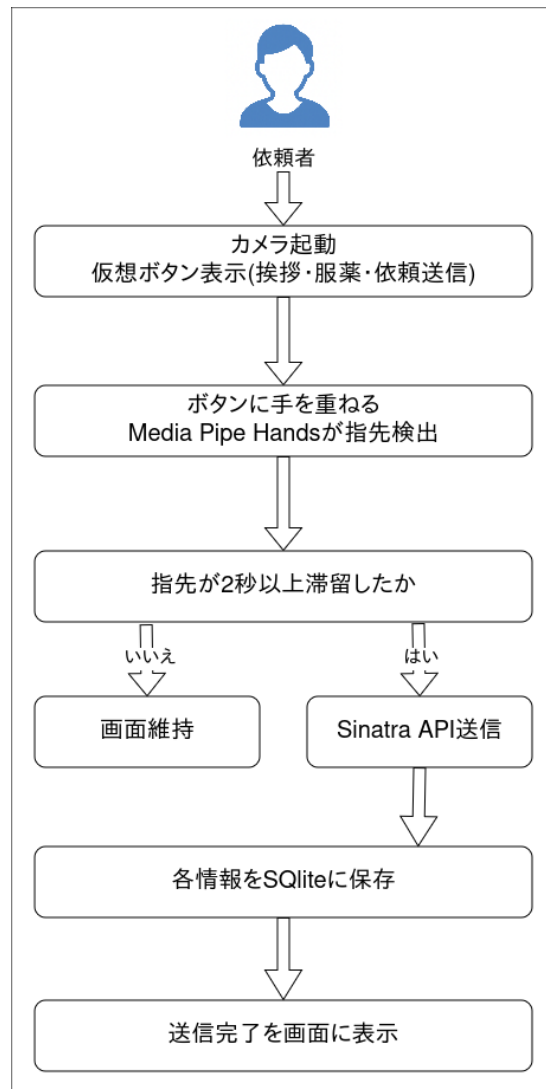 依頼者
カメラ起動
仮想ボタン表示(挨拶・服薬・依頼送信)
ボタンに手を重ねる
Media Pipe Handsが指先検出
指先が2秒以上滞留したか
いいえ
はい
画面維持
Sinatra API送信
各情報をSQliteに保存
送信完了を画面に表示